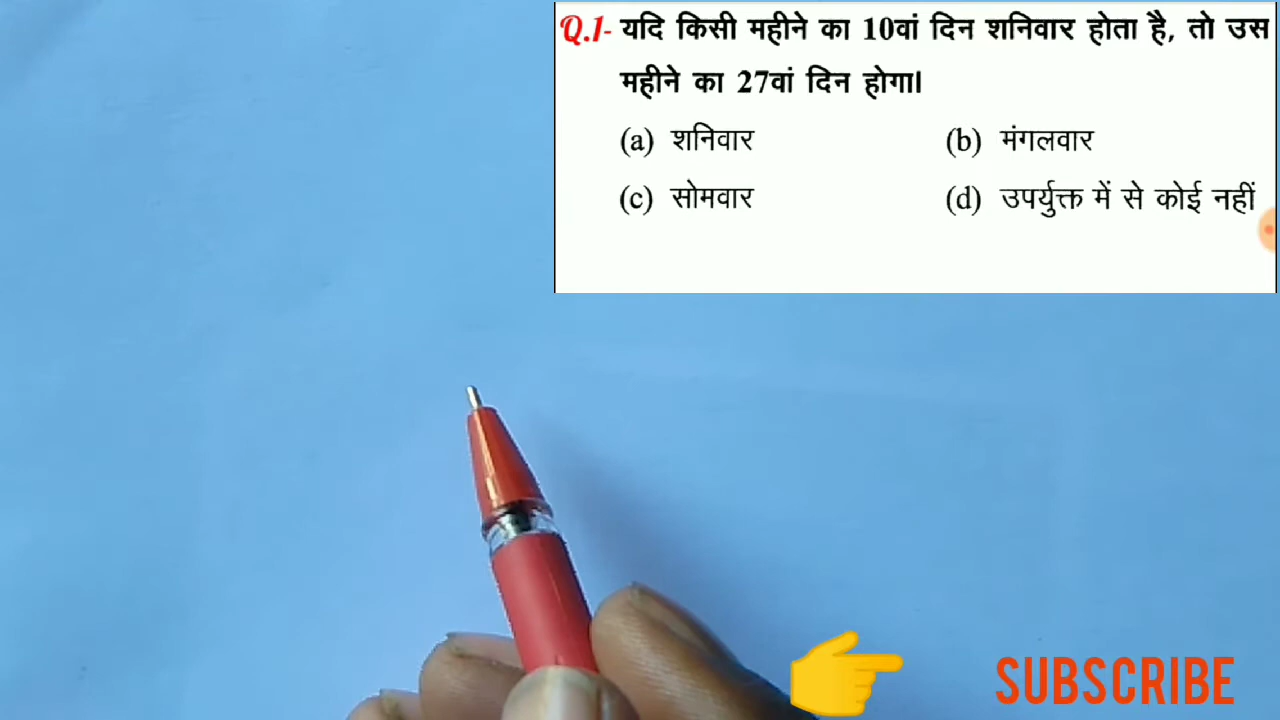 Q.1- यदि किसी महीने का 10वां दिन शनिवार होता है, तो उस
महीने का 27वां दिन होगा।
(a) शनिवार (b) मंगलवार
(c) सोमवार (d) उपर्युक्त में से कोई नहीं
SUBSCRIBE